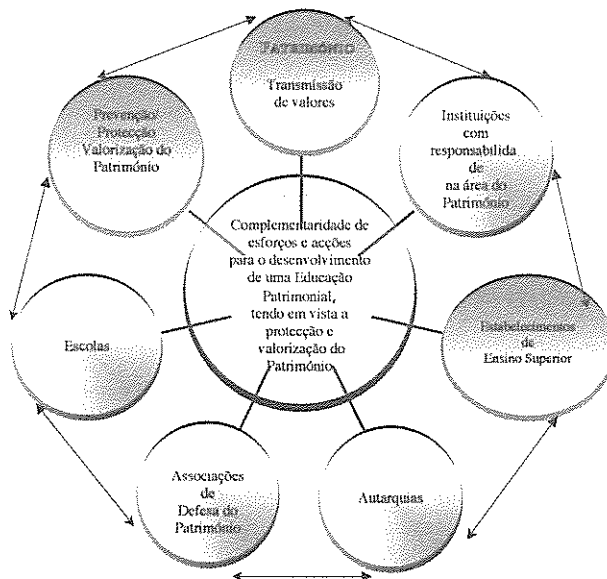 PATRIMÓNIO
Transmissão
de valores
Instituições
com
responsabilida
de
na área do
Património
Estabelecimentos
de
Ensino Superior
Autarquias
Associações
de
Defesa do
Património
Escolas
Prevenção
Protecção
Valorização do
Património
Complementaridade de
esforços e acções
para o desenvolvimento
de uma Educação
Patrimonial,
tendo em vista a
protecção e
valorização do
Património